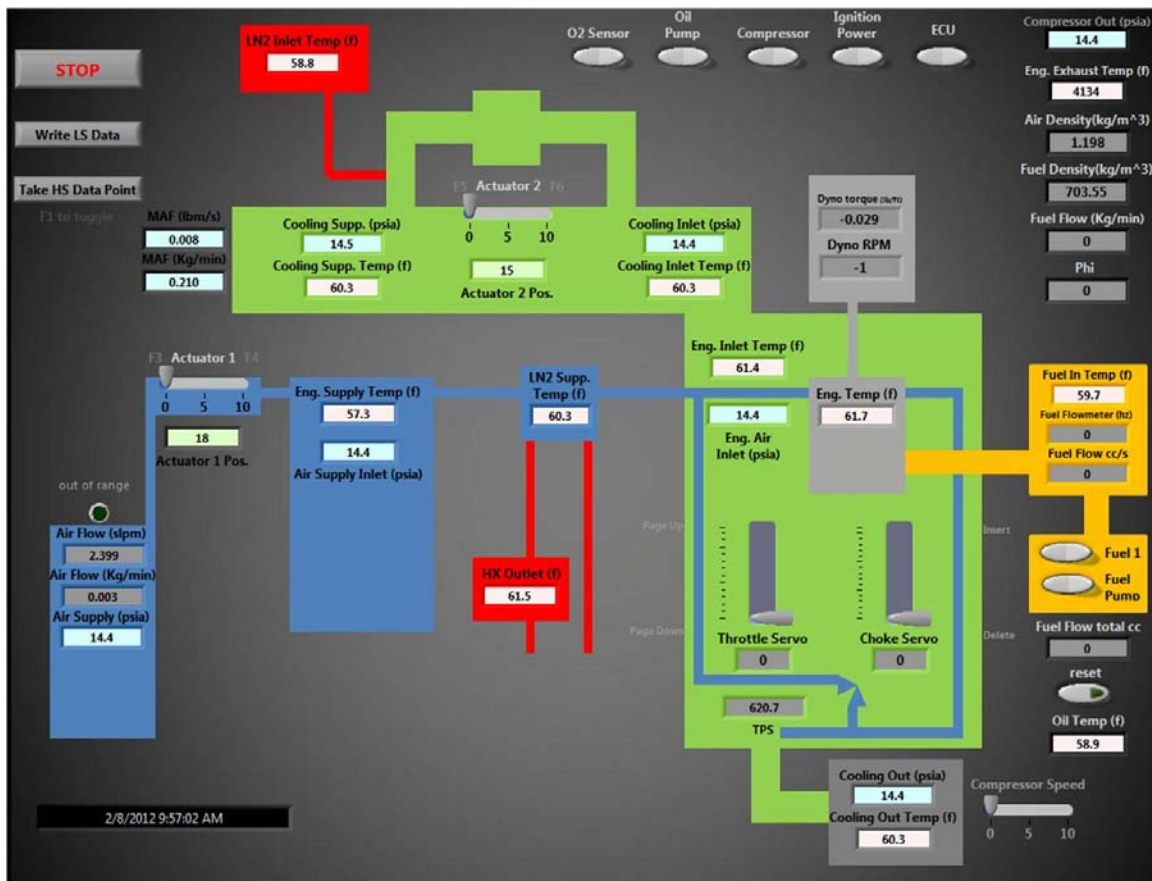 STOP
Write LS Data
Take HS Data Point
F1 to toggle
LN2 Inlet Temp (f)
58.8
O2 Sensor
Oil
Pump
Compressor
Ignition
Power
ECU
Compressor Out (psia)
14.4
Eng. Exhaust Temp (f)
4134
Air Density(kg/m^3)
1.198
Fuel Density(kg/m^3)
703.55
Fuel Flow (Kg/min)
0
Phi
0
MAF (lbm/s)
0.008
MAF (Kg/min)
0.210
Cooling Supp. (psia)
14.5
Cooling Supp. Temp (f)
60.3
F5 Actuator 2 F6
0 5 10
15
Actuator 2 Pos.
Cooling Inlet (psia)
14.4
Cooling Inlet Temp (f)
60.3
Dyno torque (lb/ft)
-0.029
Dyno RPM
-1
F3 Actuator 1 F4
0 5 10
18
Actuator 1 Pos.
Eng. Supply Temp (f)
57.3
14.4
Air Supply Inlet (psia)
LN2 Supp.
Temp (f)
60.3
Eng. Inlet Temp (f)
61.4
14.4
Eng. Air
Inlet (psia)
Eng. Temp (f)
61.7
Fuel In Temp (f)
59.7
Fuel Flowmeter (hz)
0
Fuel Flow cc/s
0
out of range
Air Flow (slpm)
2.399
Air Flow (Kg/min)
0.003
Air Supply (psia)
14.4
HX Outlet (f)
61.5
Page Up
Insert
Page Down
Delete
Throttle Servo
0
Choke Servo
0
Fuel 1
Fuel
Pump
Fuel Flow total cc
0
reset
Oil Temp (f)
58.9
620.7
TPS
Cooling Out (psia)
14.4
Cooling Out Temp (f)
60.3
Compressor Speed
0 5 10
2/8/2012 9:57:02 AM